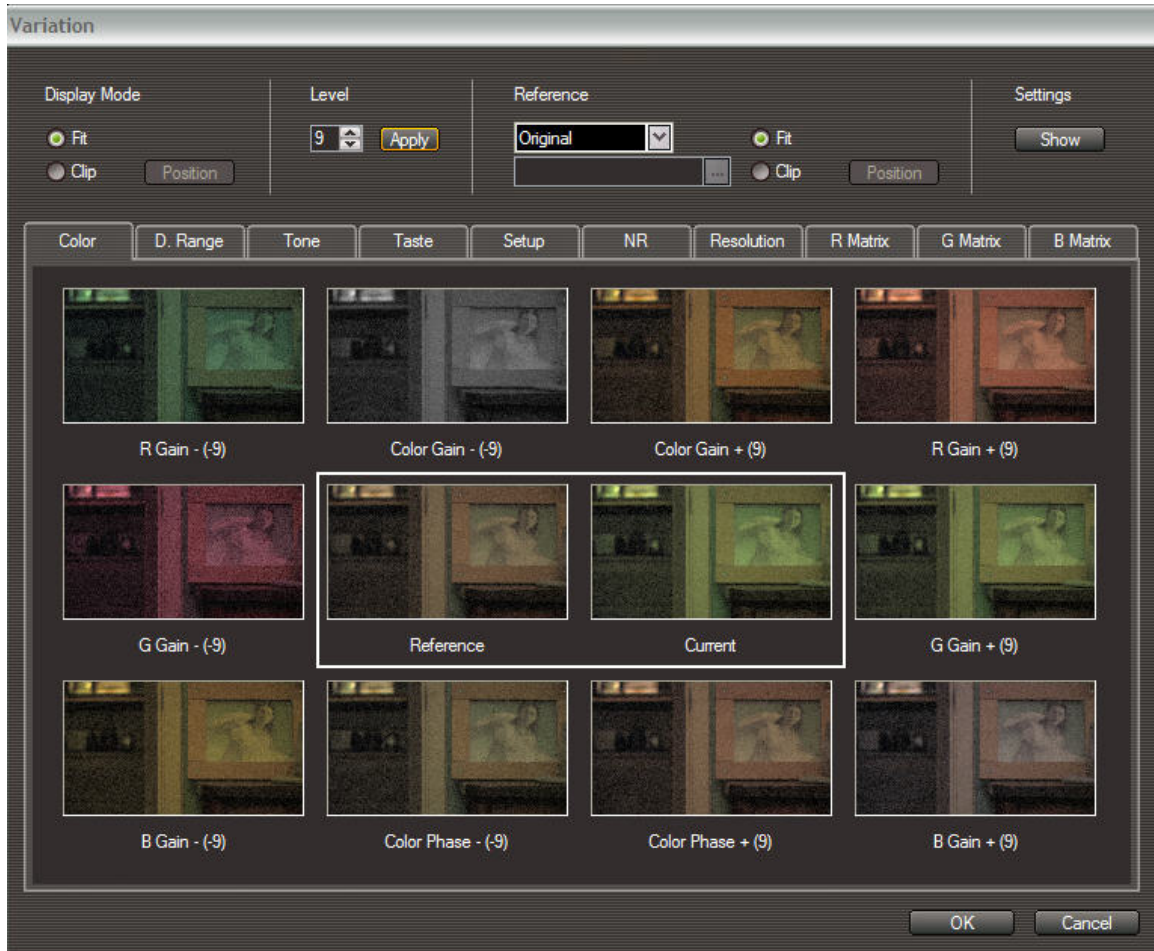 Variation
Display Mode
Level
Reference
Settings
Fit
9
Apply
Original
Fit
Show
Clip
Position
...
Clip
Position
Color
D. Range
Tone
Taste
Setup
NR
Resolution
R Matrix
G Matrix
B Matrix
R Gain - (-9)
Color Gain - (-9)
Color Gain + (9)
R Gain + (9)
G Gain - (-9)
Reference
Current
G Gain + (9)
B Gain - (-9)
Color Phase - (-9)
Color Phase + (9)
B Gain + (9)
OK
Cancel